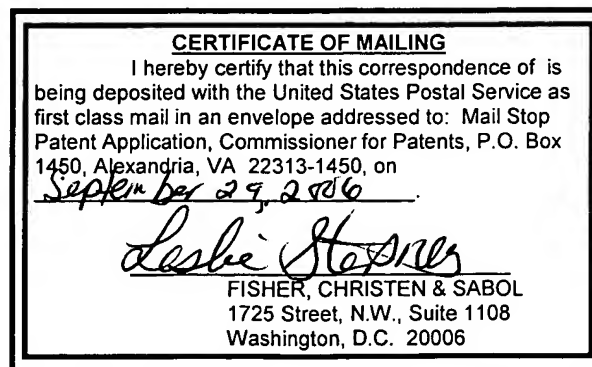 CERTIFICATE OF MAILING
I hereby certify that this correspondence of is
being deposited with the United States Postal Service as
first class mail in an envelope addressed to: Mail Stop
Patent Application, Commissioner for Patents, P.O. Box
1450, Alexandria, VA 22313-1450, on
September 29, 2006.
Leslie
FISHER, CHRISTEN & SABOL
1725 Street, N.W., Suite 1108
Washington, D.C. 20006